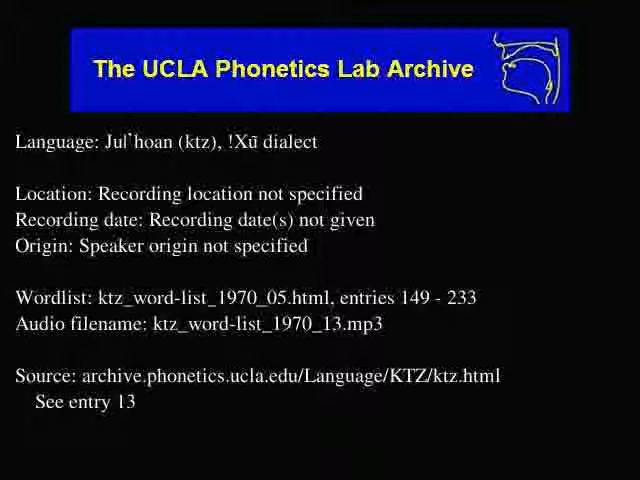 The UCLA Phonetics Lab Archive
Language: Ju|'hoan (ktz), !Xũ dialect
Location: Recording location not specified
Recording date: Recording date(s) not given
Origin: Speaker origin not specified
Wordlist: ktz_word-list_1970_05.html, entries 149 - 233
Audio filename: ktz_word-list_1970_13.mp3
Source: archive.phonetics.ucla.edu/Language/KTZ/ktz.html
See entry 13